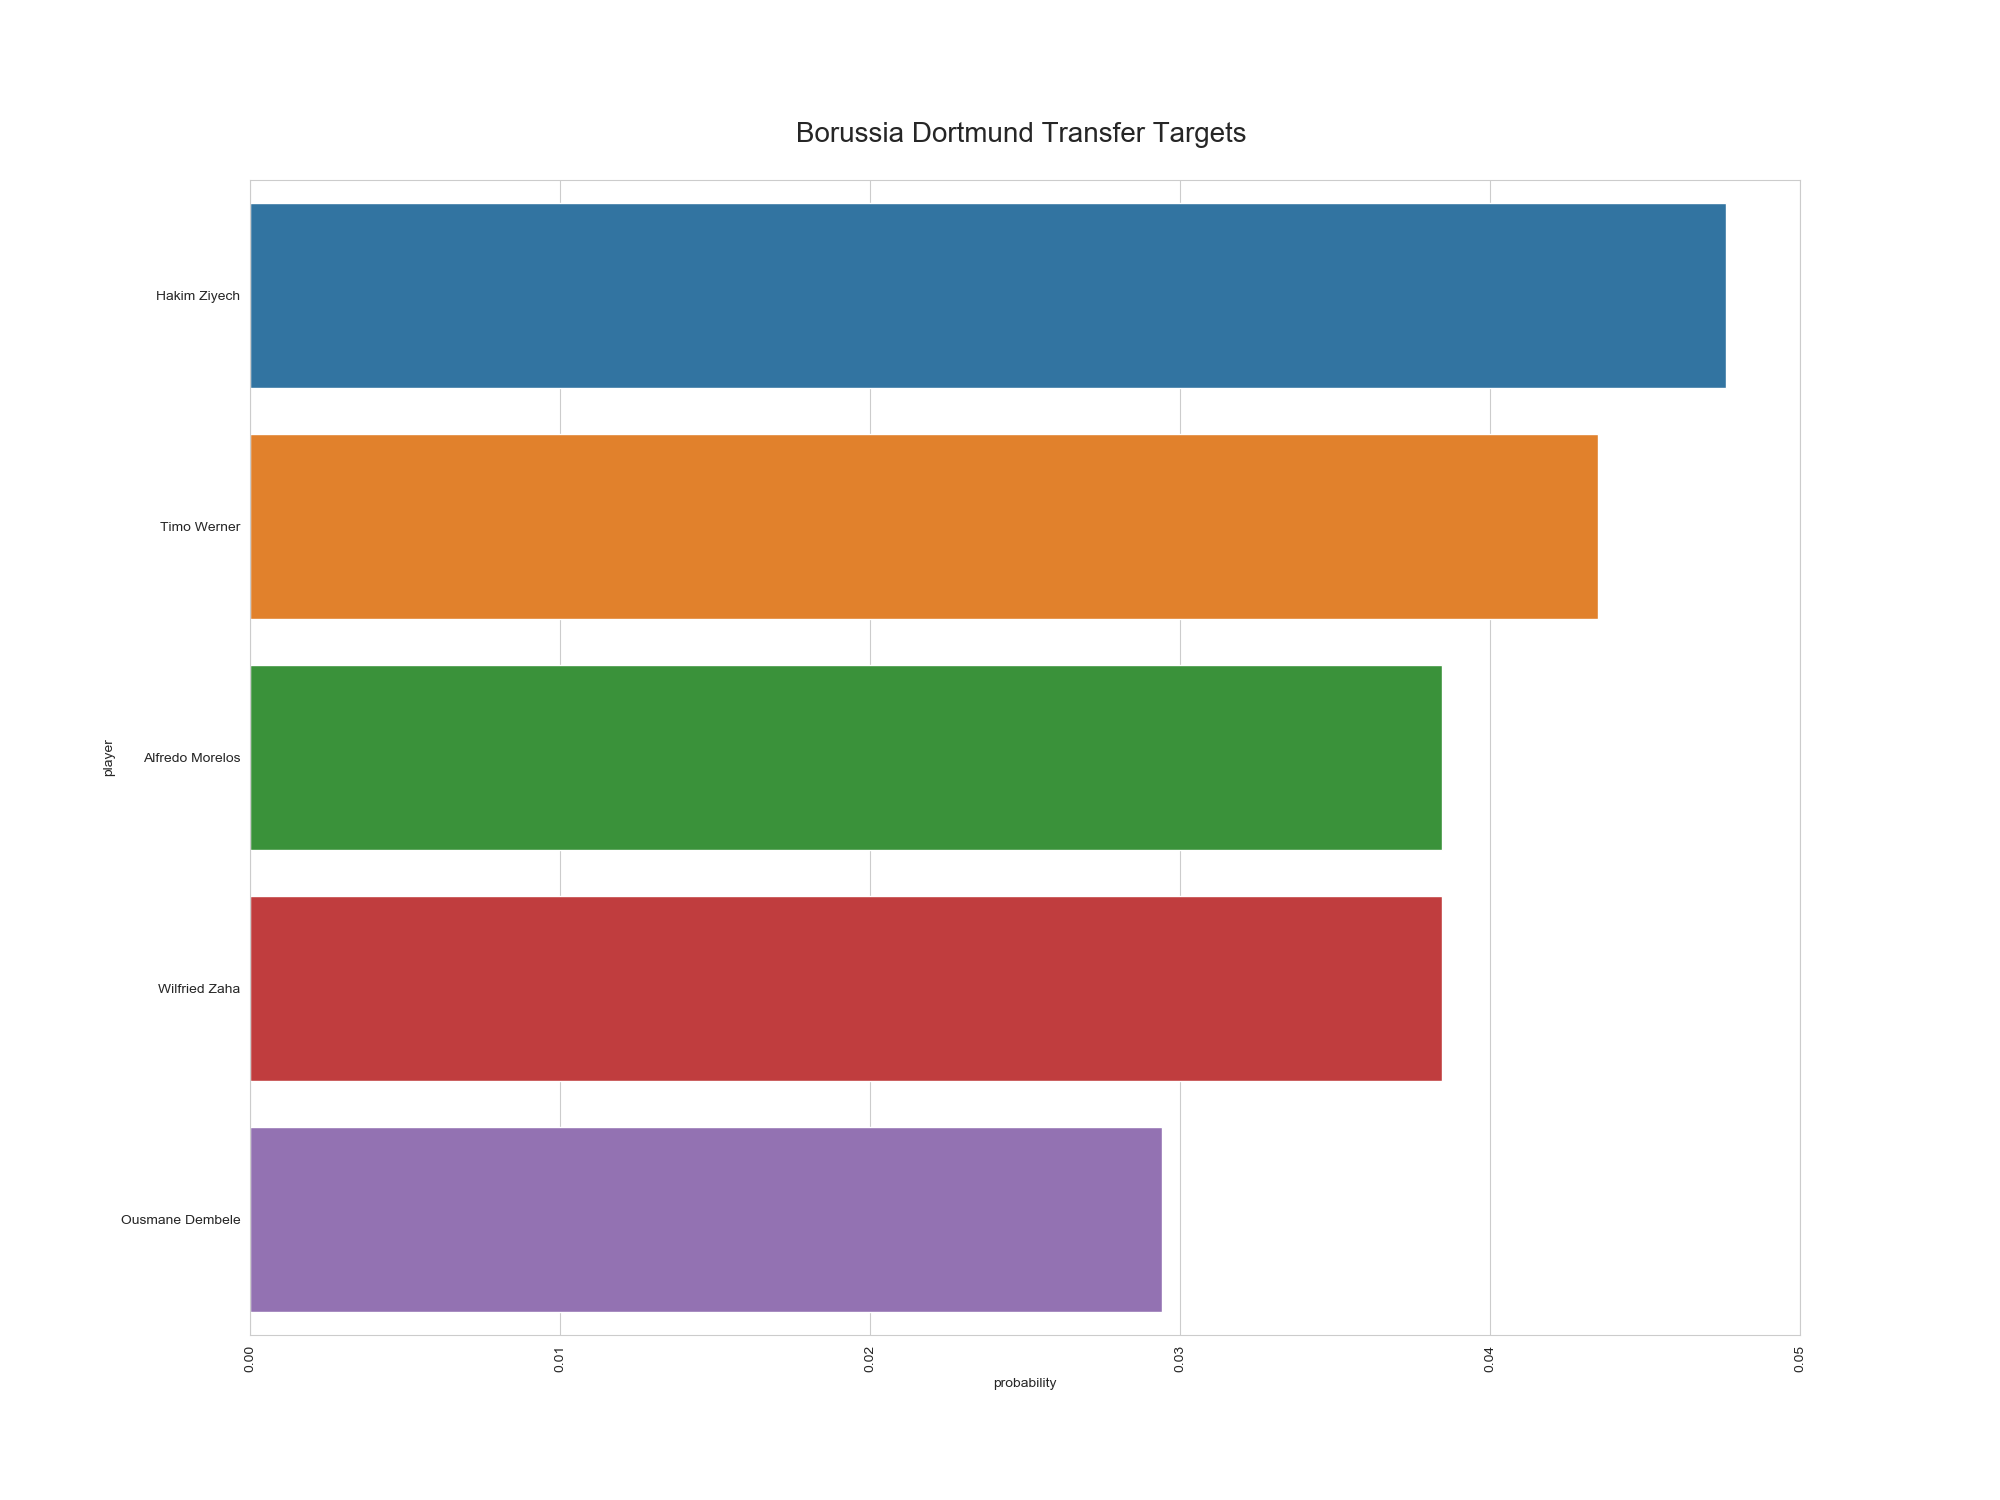 Borussia Dortmund Transfer Targets
Hakim Ziyech
Timo Werner
Alfredo Morelos
Wilfried Zaha
Ousmane Dembele
player
0.00
0.01
0.02
0.03
0.04
0.05
probability